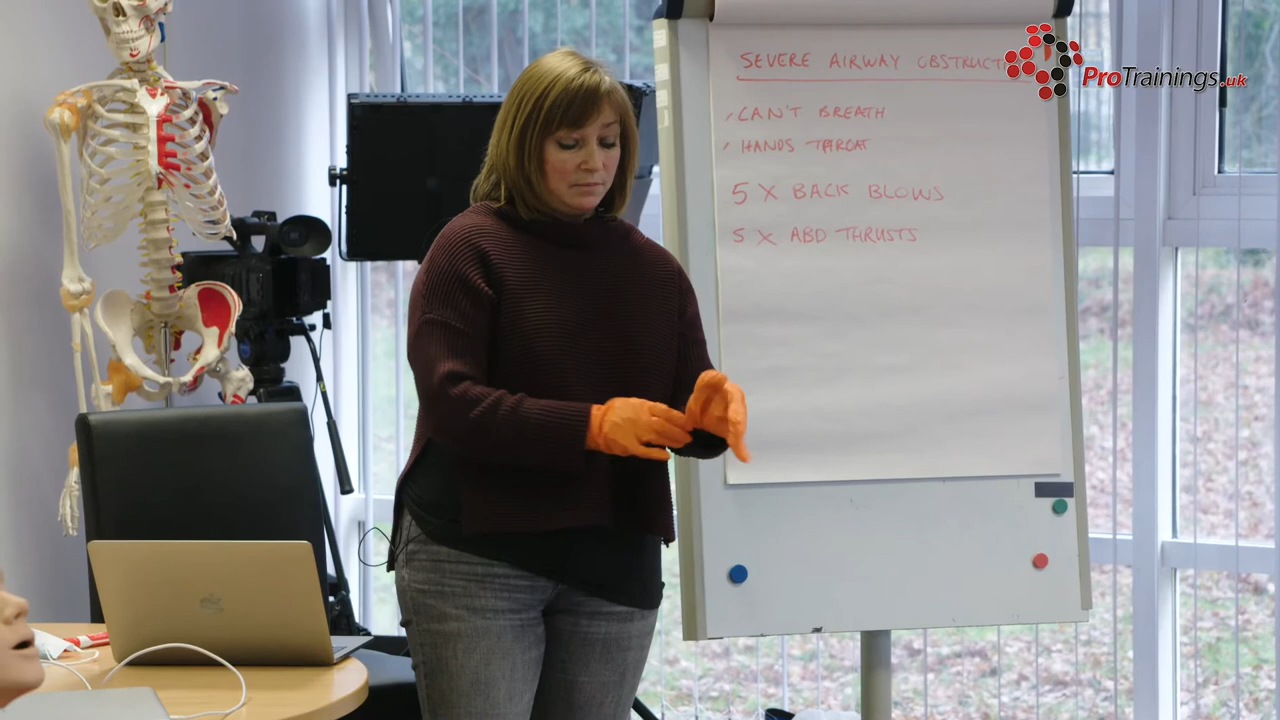 SEVERE AIRWAY OBSTRUCT
ProTrainings.uk
CAN'T BREATH
HANDS THROAT
5 X BACK BLOWS
5 X ABD THRUSTS